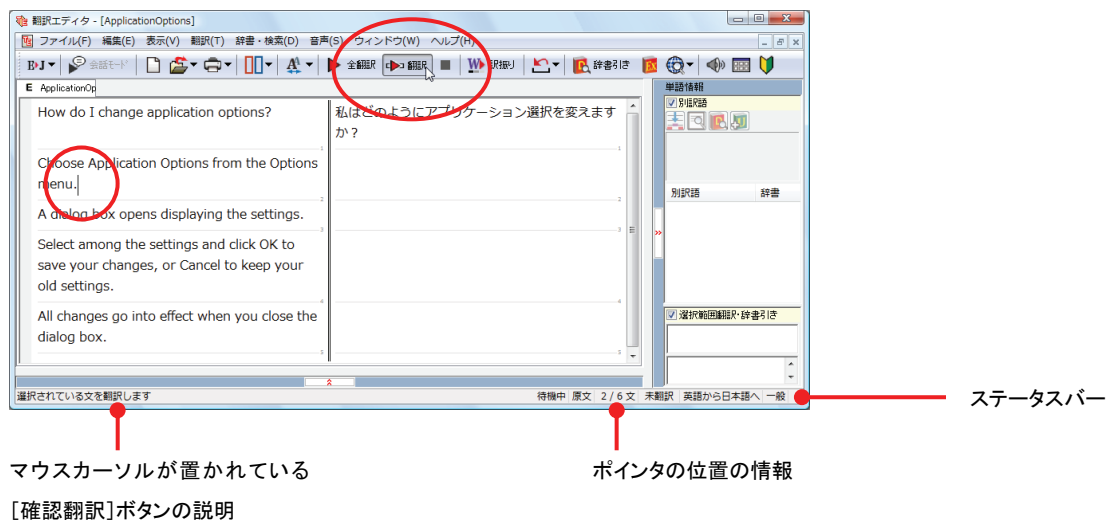 翻訳エディタ - [ApplicationOptions]
ファイル(F) 編集(E) 表示(V) 翻訳(T) 辞書・検索(D) 音声(S) ウィンドウ(W) ヘルプ(H)
E›J 会話モード 全翻訳 翻訳 訳振り 辞書引き
E ApplicationOp
単語情報
別訳語
How do I change application options?
私はどのようにアプリケーション選択を変えます
か？
1 1
Choose Application Options from the Options
menu.
2 2
別訳語 辞書
A dialog box opens displaying the settings.
3 3
Select among the settings and click OK to
save your changes, or Cancel to keep your
old settings.
4 4
All changes go into effect when you close the
dialog box.
5 5
選択範囲翻訳・辞書引き
選択されている文を翻訳します
待機中 原文 2 / 6 文 未翻訳 英語から日本語へ 一般
ステータスバー
マウスカーソルが置かれている
[確認翻訳]ボタンの説明
ポインタの位置の情報